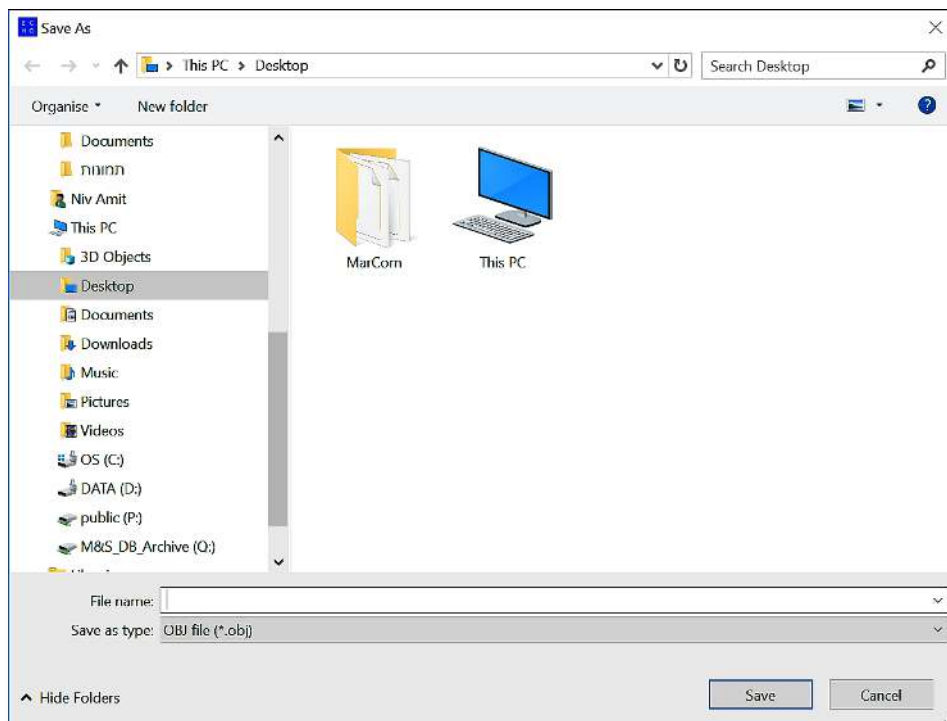 Save As
This PC > Desktop
Search Desktop
Organise
New folder
Documents
תמונות
Niv Amit
This PC
3D Objects
Desktop
Documents
Downloads
Music
Pictures
Videos
OS (C:)
DATA (D:)
public (P:)
M&S_DB_Archive (Q:)
MarCom
This PC
File name:
Save as type: OBJ file (*.obj)
Hide Folders
Save
Cancel